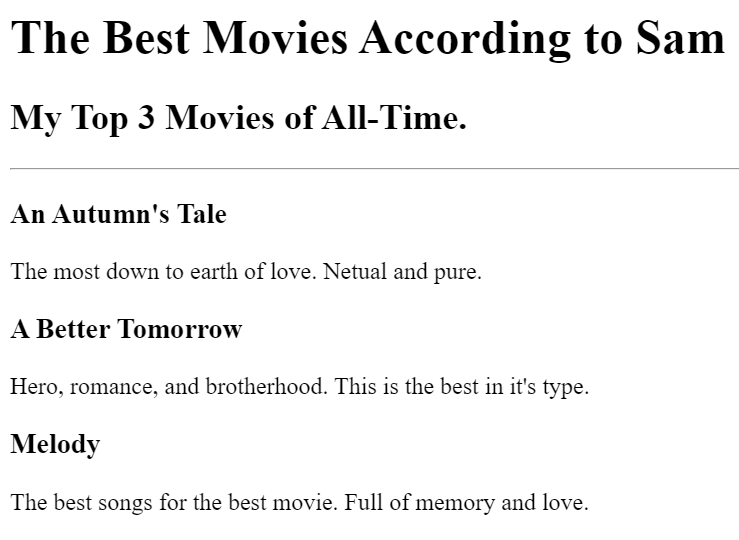 The Best Movies According to Sam
My Top 3 Movies of All-Time.
An Autumn's Tale
The most down to earth of love. Netual and pure.
A Better Tomorrow
Hero, romance, and brotherhood. This is the best in it's type.
Melody
The best songs for the best movie. Full of memory and love.